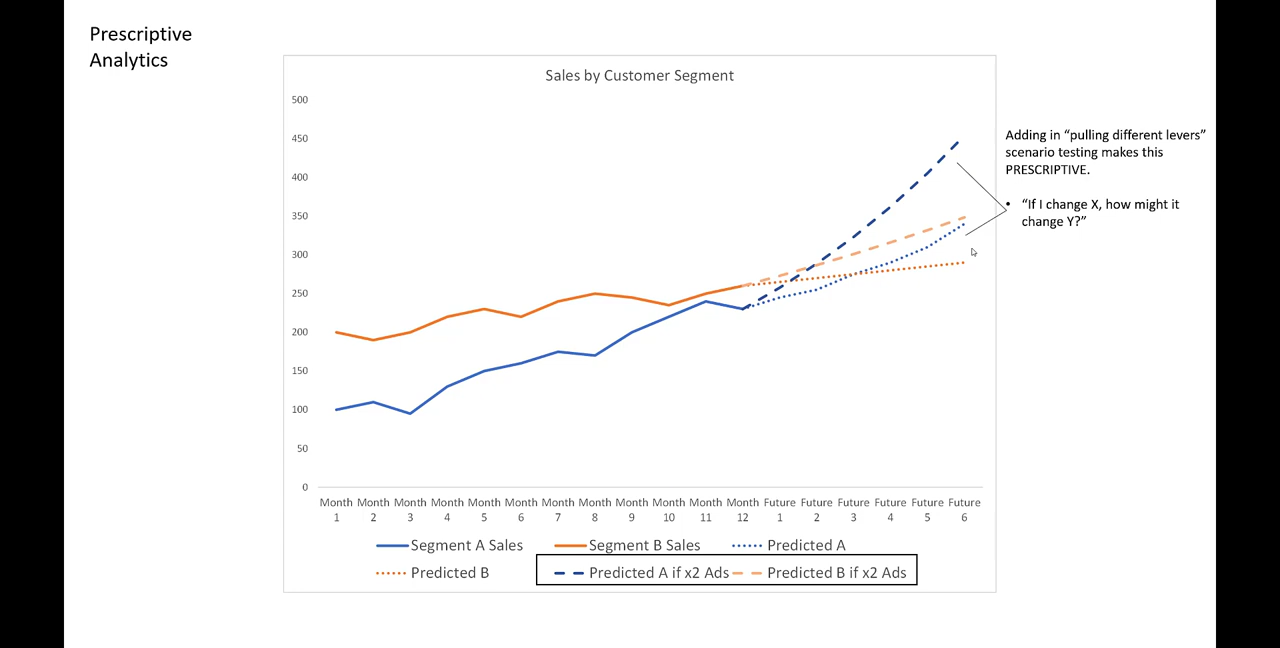 Prescriptive
Analytics
Sales by Customer Segment
500
450
400
350
300
250
200
150
100
50
0
Month Month Month Month Month Month Month Month Month Month Month Month Future Future Future Future Future Future
1 2 3 4 5 6 7 8 9 10 11 12 1 2 3 4 5 6
Segment A Sales Segment B Sales Predicted A
Predicted B Predicted A if x2 Ads Predicted B if x2 Ads
Adding in “pulling different levers”
scenario testing makes this
PRESCRIPTIVE.
• “If I change X, how might it
change Y?”